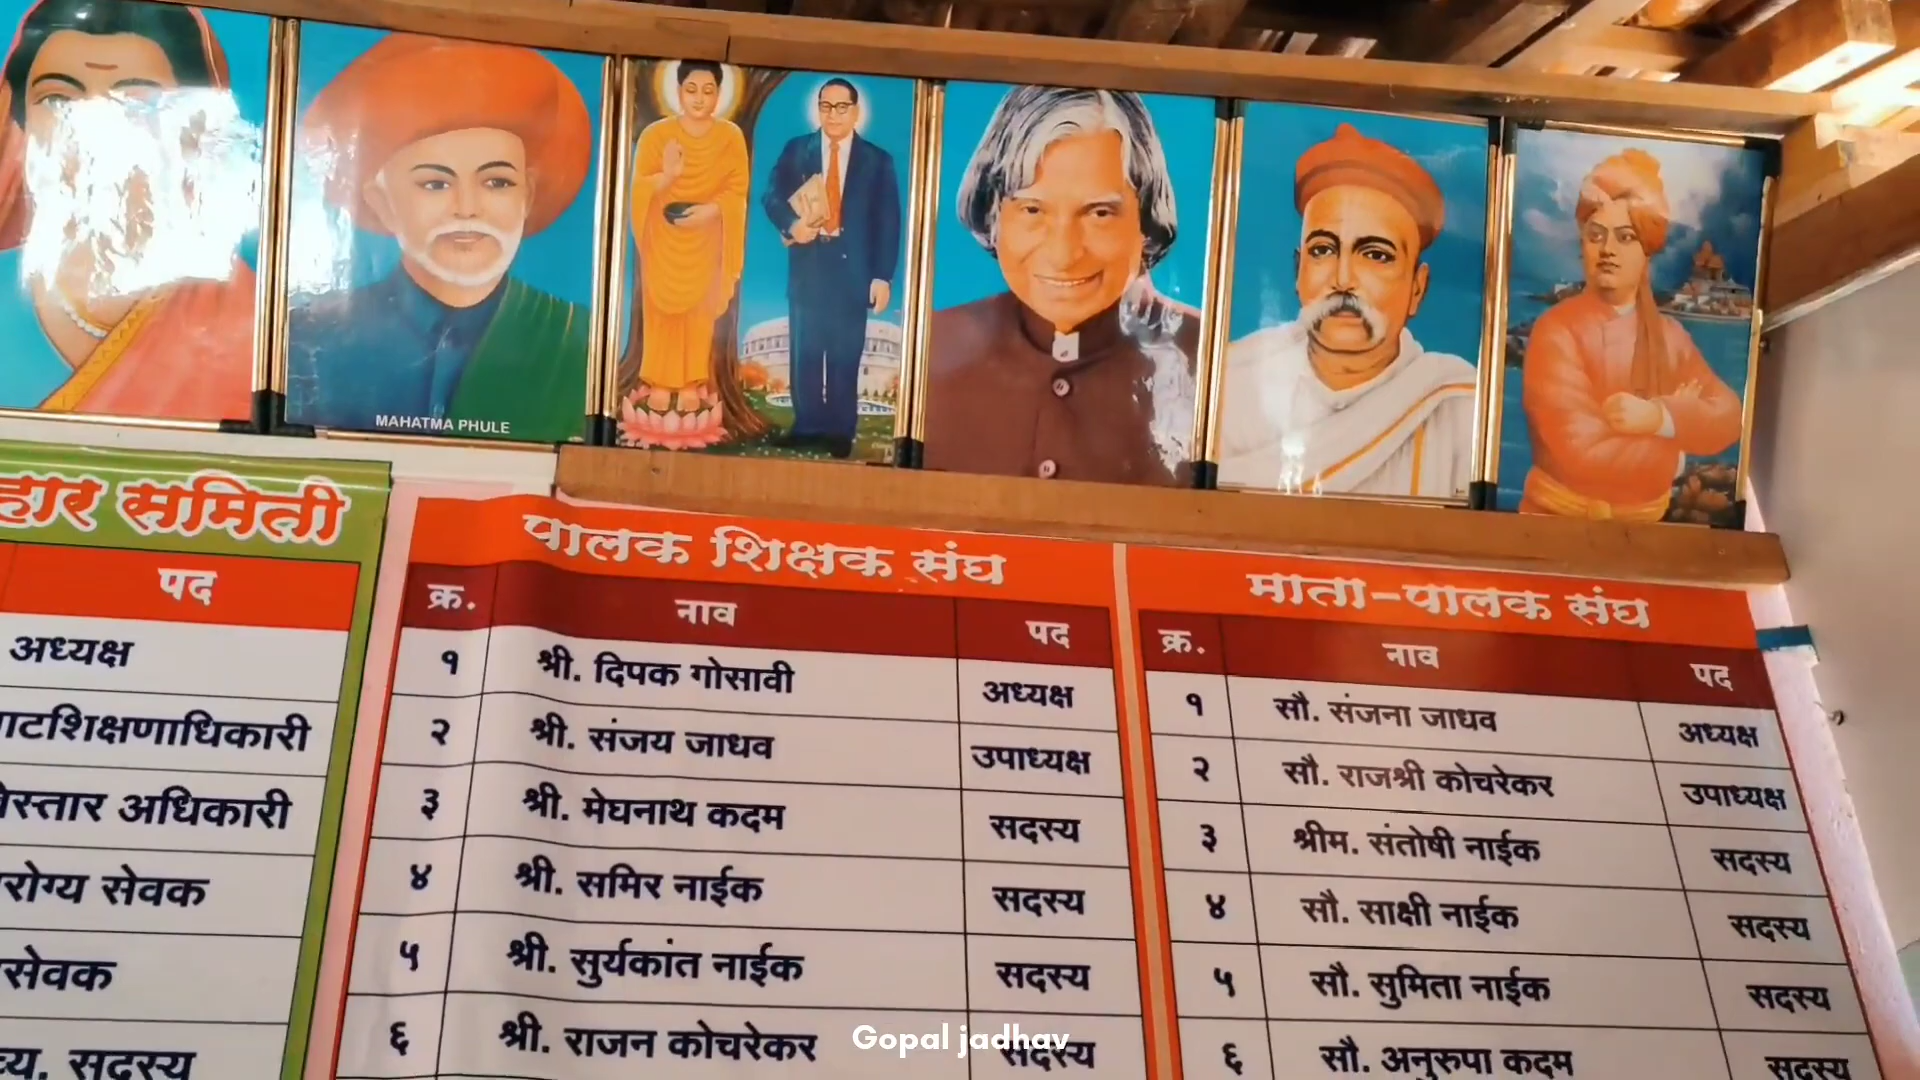 MAHATMA PHULE
समिती
पद
अध्यक्ष
अधिकारी
सेवक
सेवक
सदस्य
पालक शिक्षक संघ
क्र. नाव पद
१ श्री. दिपक गोसावी अध्यक्ष
२ श्री. संजय जाधव उपाध्यक्ष
३ श्री. मेघनाथ कदम सदस्य
४ श्री. समिर नाईक सदस्य
५ श्री. सुर्यकांत नाईक सदस्य
६ श्री. राजन कोचरेकर सदस्य
माता-पालक संघ
क्र. नाव पद
१ सौ. संजना जाधव अध्यक्ष
२ सौ. राजश्री कोचरेकर उपाध्यक्ष
३ श्रीम. संतोषी नाईक सदस्य
४ सौ. साक्षी नाईक सदस्य
५ सौ. सुमिता नाईक सदस्य
६ सौ. अनुरुपा कदम सदस्य
Gopal jadhav